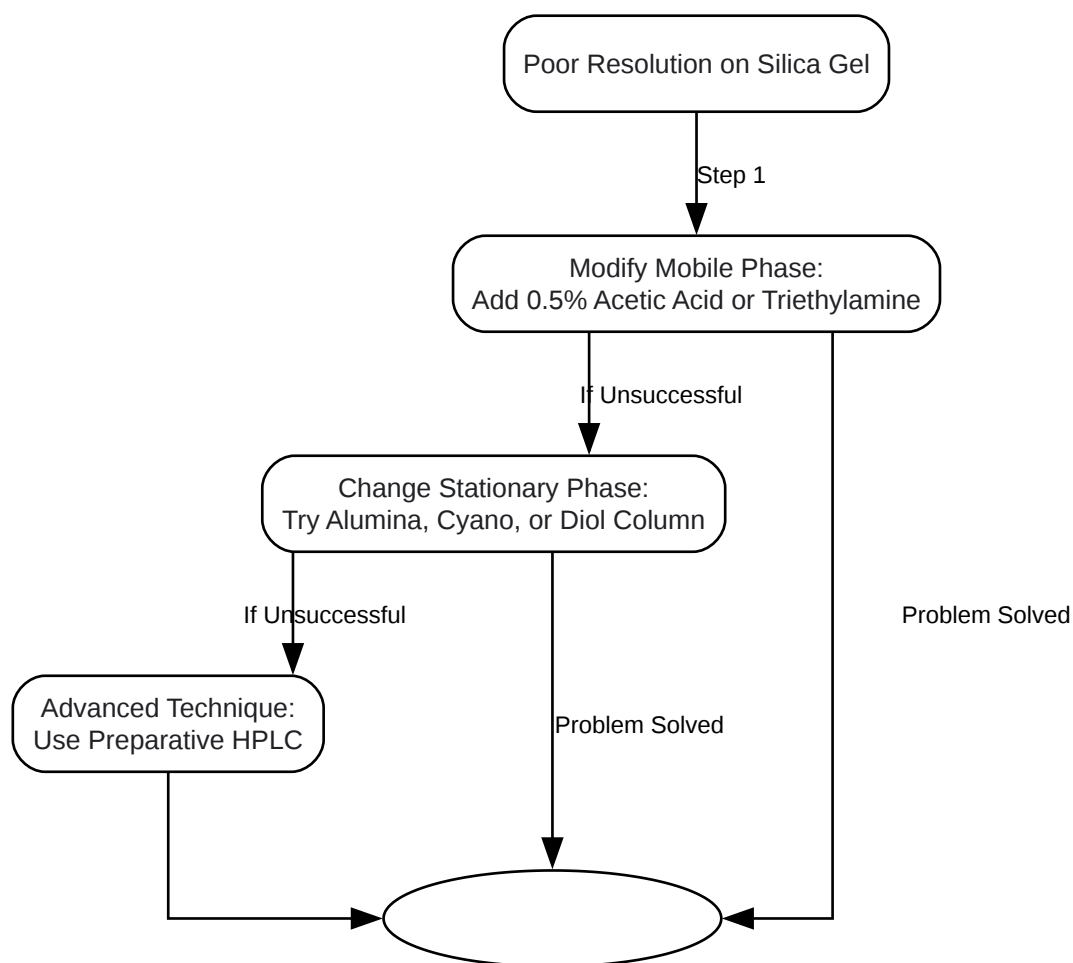 Poor Resolution on Silica Gel
Step 1
Modify Mobile Phase:
Add 0.5% Acetic Acid or Triethylamine
If Unsuccessful
Change Stationary Phase:
Try Alumina, Cyano, or Diol Column
If Unsuccessful
Problem Solved
Advanced Technique:
Use Preparative HPLC
Problem Solved